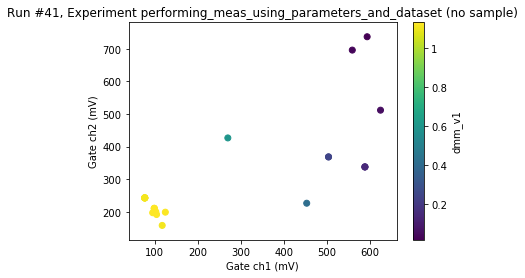 Run #41, Experiment performing_meas_using_parameters_and_dataset (no sample)
700
600
500
400
300
200
Gate ch2 (mV)
100 200 300 400 500 600
Gate ch1 (mV)
1
0.8
0.6
0.4
0.2
dmm_v1